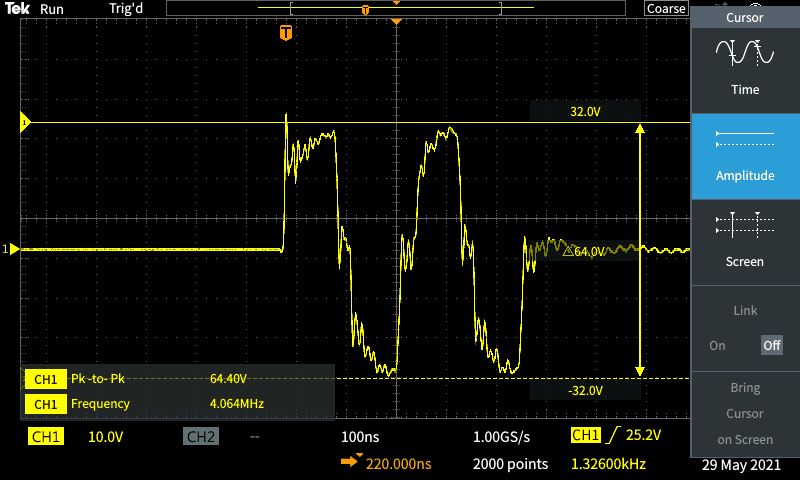 Tek Run Trig'd Coarse
Cursor
T
T
Time
32.0V
1
Amplitude
1
△64.0V
Screen
Link
On Off
CH1 Pk-to-Pk 64.40V
-32.0V
Bring
CH1 Frequency 4.064MHz
Cursor
on Screen
CH1 10.0V CH2 -- 100ns 1.00GS/s CH1 25.2V
220.000ns 2000 points 1.32600kHz 29 May 2021